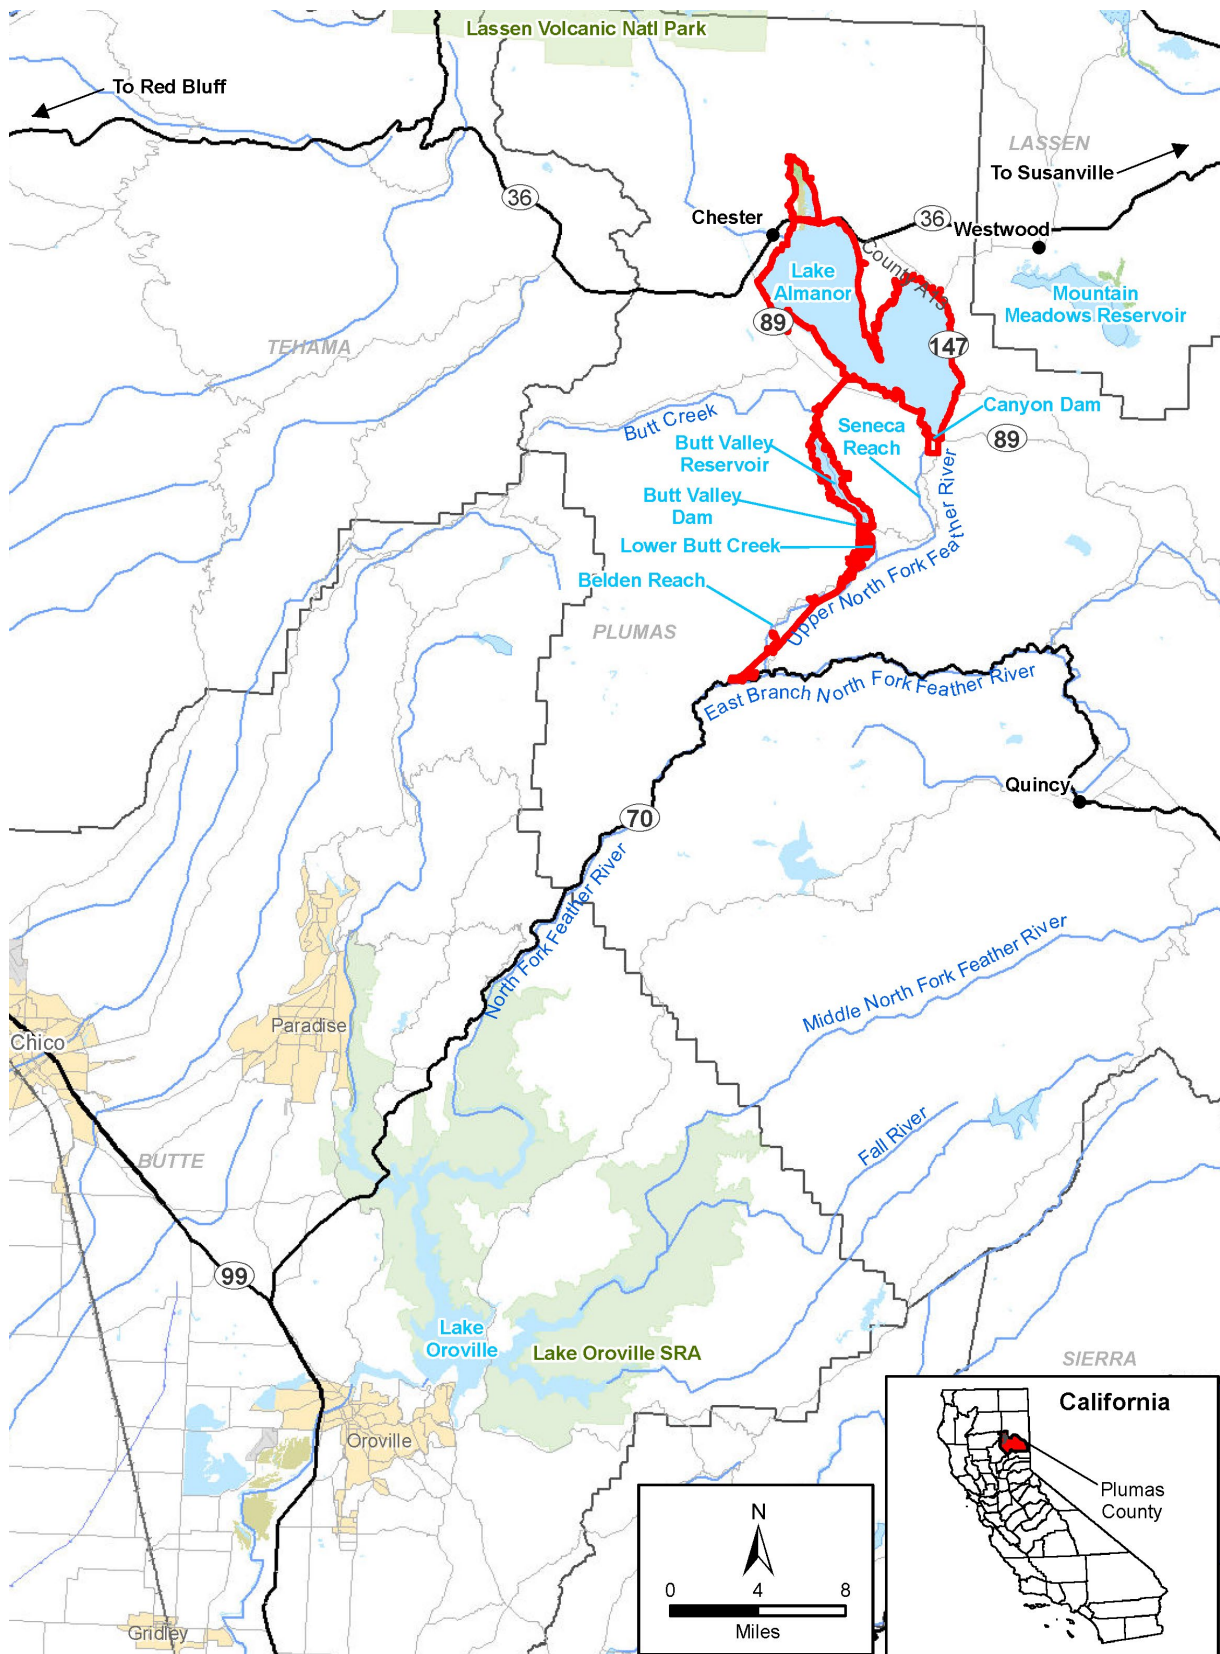 Lassen Volcanic Natl Park
To Red Bluff
LASSEN
To Susanville
36
Chester
36
Westwood
County A13
Lake
Almanor
Mountain
Meadows Reservoir
89
147
TEHAMA
Canyon Dam
Butt Creek
Seneca
Reach
89
Butt Valley
Reservoir
Butt Valley
Dam
Lower Butt Creek
Upper North Fork Feather River
Belden Reach
PLUMAS
East Branch North Fork Feather River
Quincy
70
North Fork Feather River
Middle North Fork Feather River
Paradise
Chico
Fall River
BUTTE
99
Lake
Oroville
Lake Oroville SRA
SIERRA
Oroville
Gridley
N
0 4 8
Miles
California
Plumas
County